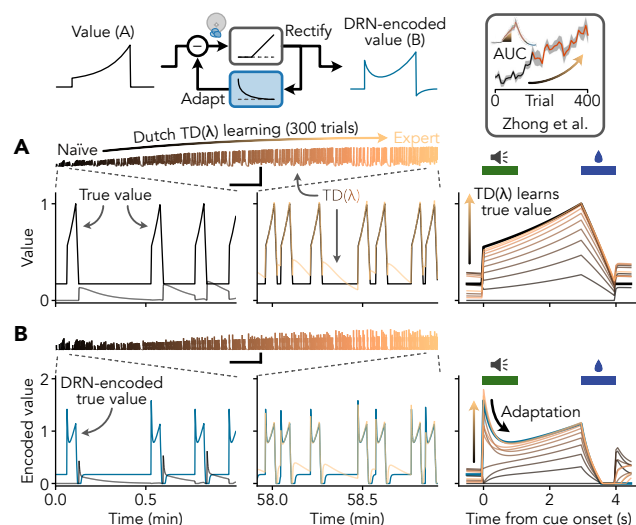 Value (A)
−
Rectify
Adapt
DRN-encoded
value (B)
AUC
0
400
Trial
Zhong et al.
A
Naïve
Dutch TD(λ) learning (300 trials)
Expert
True value
TD(λ)
TD(λ) learns
true value
Value
1
0
B
DRN-encoded
true value
Adaptation
Encoded value
2
1
0
0.0
0.5
58.0
58.5
0
2
4
Time (min)
Time (min)
Time from cue onset (s)